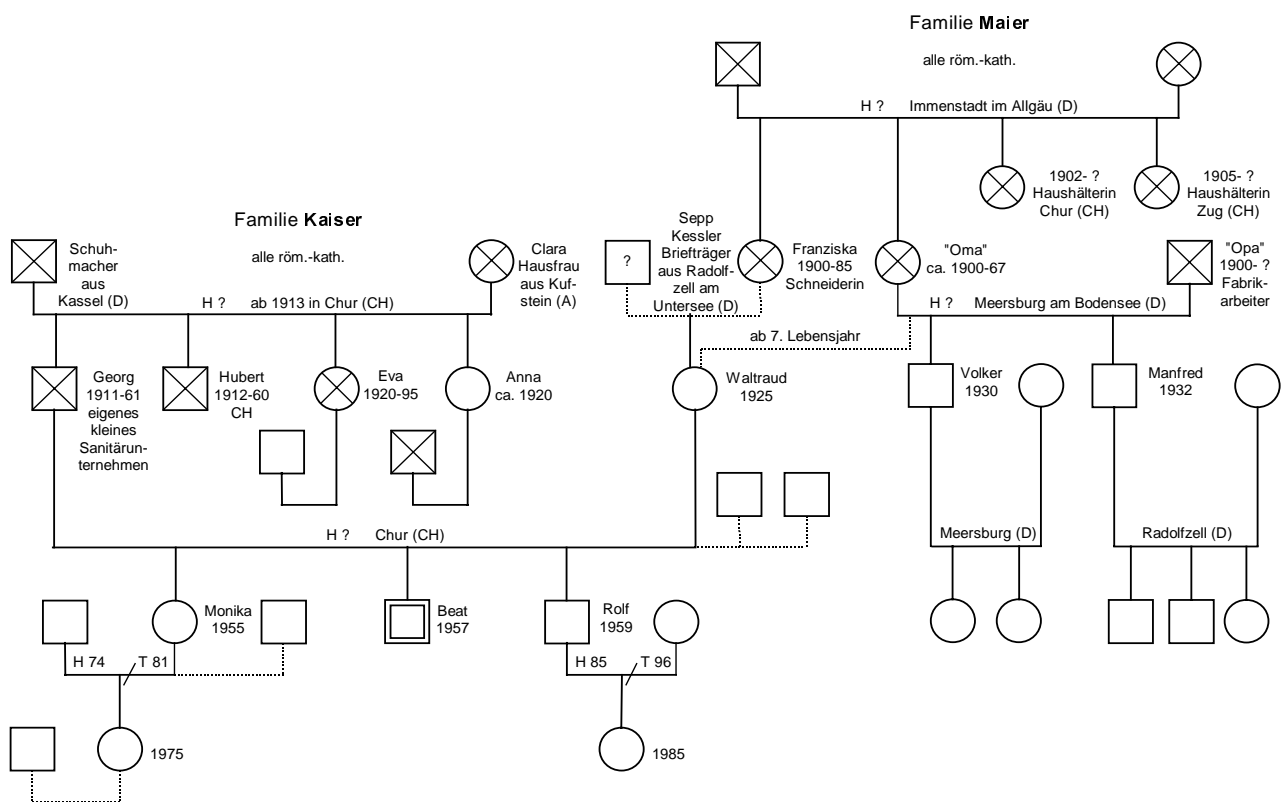 Familie Maier
alle röm.-kath.
H ? Immenstadt im Allgäu (D)
1902- ?
Haushälterin
Chur (CH)
1905- ?
Haushälterin
Zug (CH)
Familie Kaiser
alle röm.-kath.
Schuh-
macher
aus
Kassel (D)
Clara
Hausfrau
aus Kuf-
stein (A)
H ? ab 1913 in Chur (CH)
?
Sepp
Kessler
Briefträger
aus Radolf-
zell am
Untersee (D)
Franziska
1900-85
Schneiderin
"Oma"
ca. 1900-67
"Opa"
1900- ?
Fabrik-
arbeiter
H ? Meersburg am Bodensee (D)
ab 7. Lebensjahr
Georg
1911-61
eigenes
kleines
Sanitärun-
ternehmen
Hubert
1912-60
CH
Eva
1920-95
Anna
ca. 1920
Waltraud
1925
Volker
1930
Manfred
1932
H ? Chur (CH)
Meersburg (D)
Radolfzell (D)
Monika
1955
Beat
1957
Rolf
1959
H 74 T 81
H 85 T 96
1975
1985